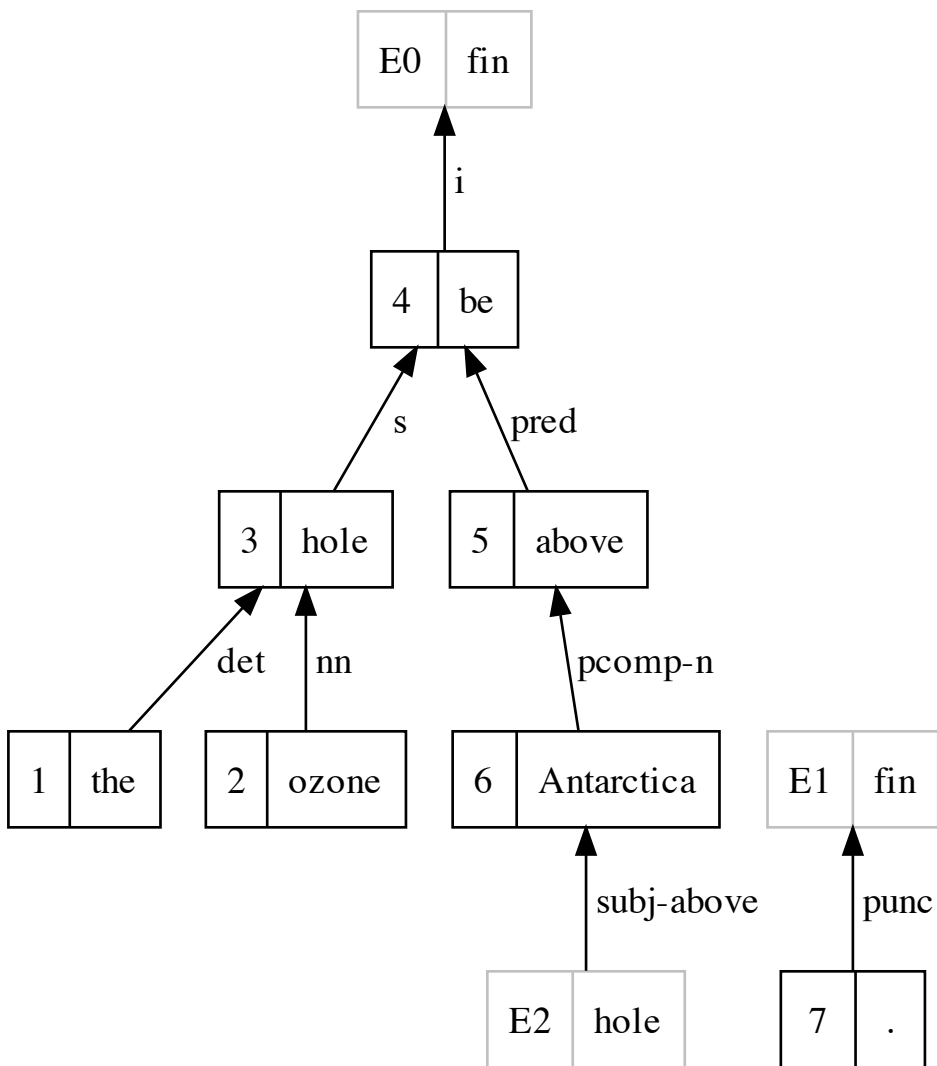 E0 fin
i
4 be
s pred
3 hole 5 above
det nn pcomp-n
1 the 2 ozone 6 Antarctica E1 fin
subj-above punc
E2 hole 7 .